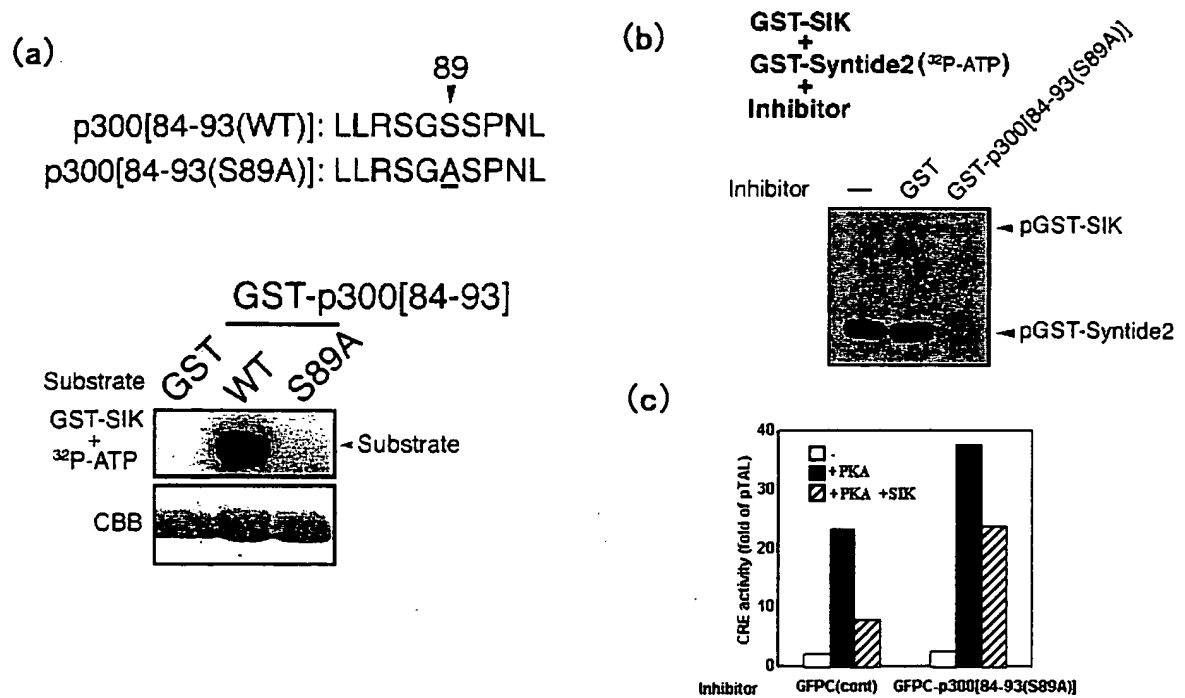 (a)
89
p300[84-93(WT)]: LLRSGSSPNL
p300[84-93(S89A)]: LLRSGASPNL
GST-p300[84-93]
Substrate GST WT S89A
GST-SIK
+
³²P-ATP
Substrate
CBB
(b)
GST-SIK
+
GST-Syntide2 (³²P-ATP)
+
Inhibitor
Inhibitor — GST GST-p300[84-93(S89A)]
pGST-SIK
pGST-Syntide2
(c)
CRE activity (fold of pTAL)
40
30
20
10
0
-
+PKA
+PKA +SIK
Inhibitor GFPC(cont) GFPC-p300[84-93(S89A)]